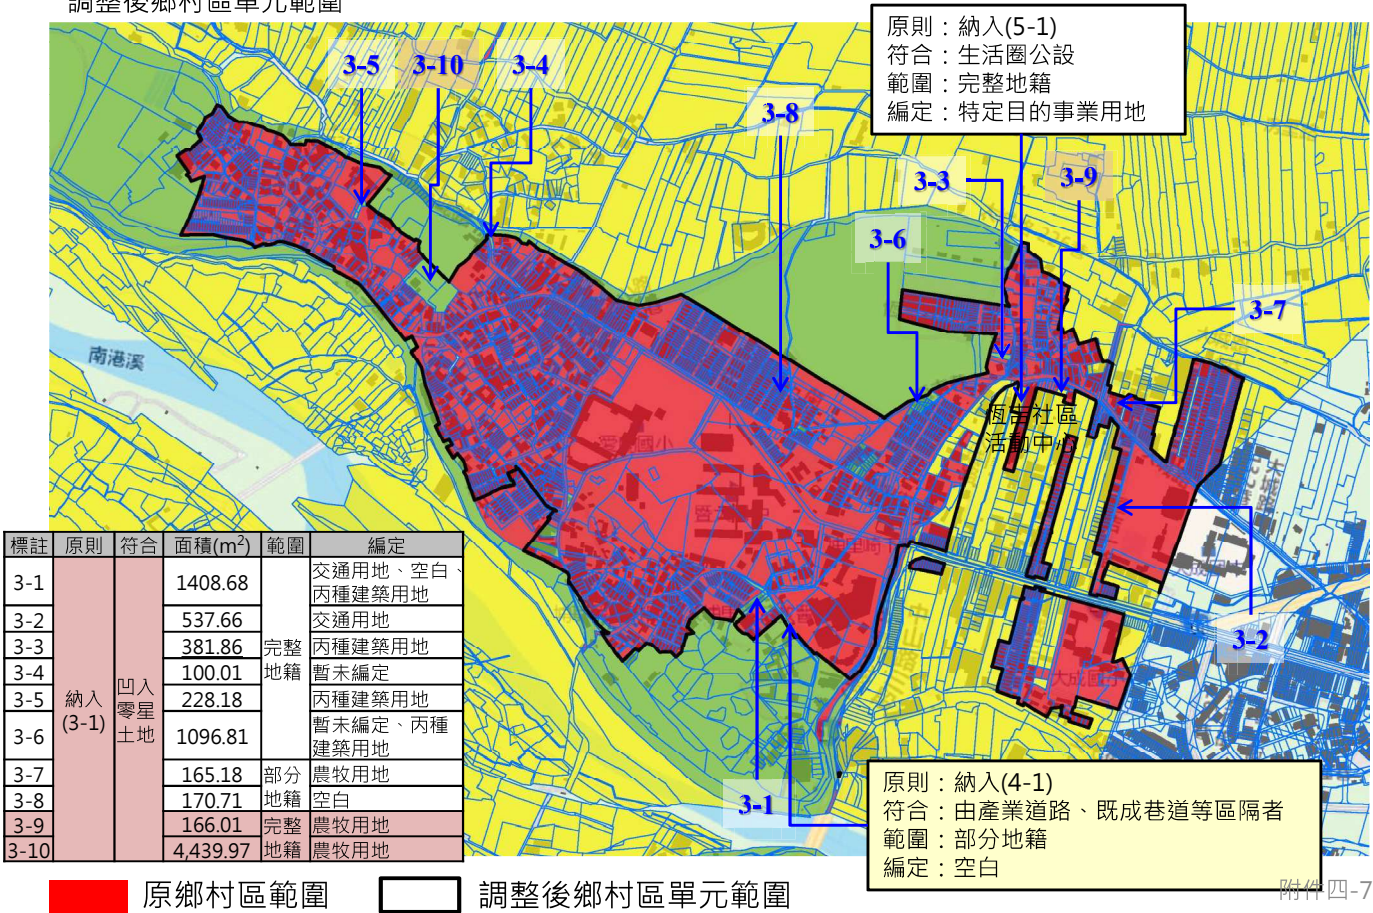 調整後鄉村區單元範圍
原則：納入(5-1)
符合：生活圈公設
範圍：完整地籍
編定：特定目的事業用地
3-5
3-10
3-4
3-8
3-3
3-9
3-6
3-7
南港溪
恆吉社區
活動中心
愛蘭國小
大成國中
3-2
3-1
標註 原則 符合 面積(m²) 範圍 編定
3-1 1408.68 交通用地、空白、
丙種建築用地
3-2 537.66 交通用地
3-3 381.86 完整 丙種建築用地
3-4 100.01 地籍 暫未編定
3-5 納入 凹入 228.18 丙種建築用地
3-6 (3-1) 零星 1096.81 暫未編定、丙種
土地 建築用地
3-7 165.18 部分 農牧用地
3-8 170.71 地籍 空白
3-9 166.01 完整 農牧用地
3-10 4,439.97 地籍 農牧用地
原則：納入(4-1)
符合：由產業道路、既成巷道等區隔者
範圍：部分地籍
編定：空白
原鄉村區範圍
調整後鄉村區單元範圍
附件四-7